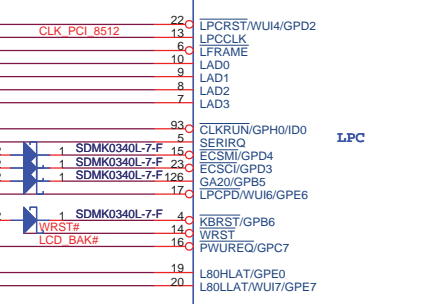 22 LPCRST/WUI4/GPD2
CLK_PCI_8512 13 LPCCLK
6 LFRAME
10 LAD0
9 LAD1
8 LAD2
7 LAD3
93 CLKRUN/GPH0/ID0
5 SERIRQ LPC
1 SDMK0340L-7-F 15 ECSMI/GPD4
1 SDMK0340L-7-F 23 ECSCI/GPD3
1 SDMK0340L-7-F 126 GA20/GPB5
17 LPCPD/WUI6/GPE6
1 SDMK0340L-7-F 4 KBRST/GPB6
WRST# 14 WRST
LCD_BAK# 16 PWUREQ/GPC7
19 L80HLAT/GPE0
20 L80LLAT/WUI7/GPE7